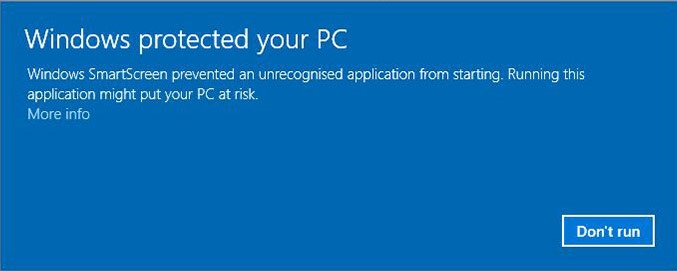 Windows protected your PC
Windows SmartScreen prevented an unrecognised application from starting. Running this
application might put your PC at risk.
More info
Don't run